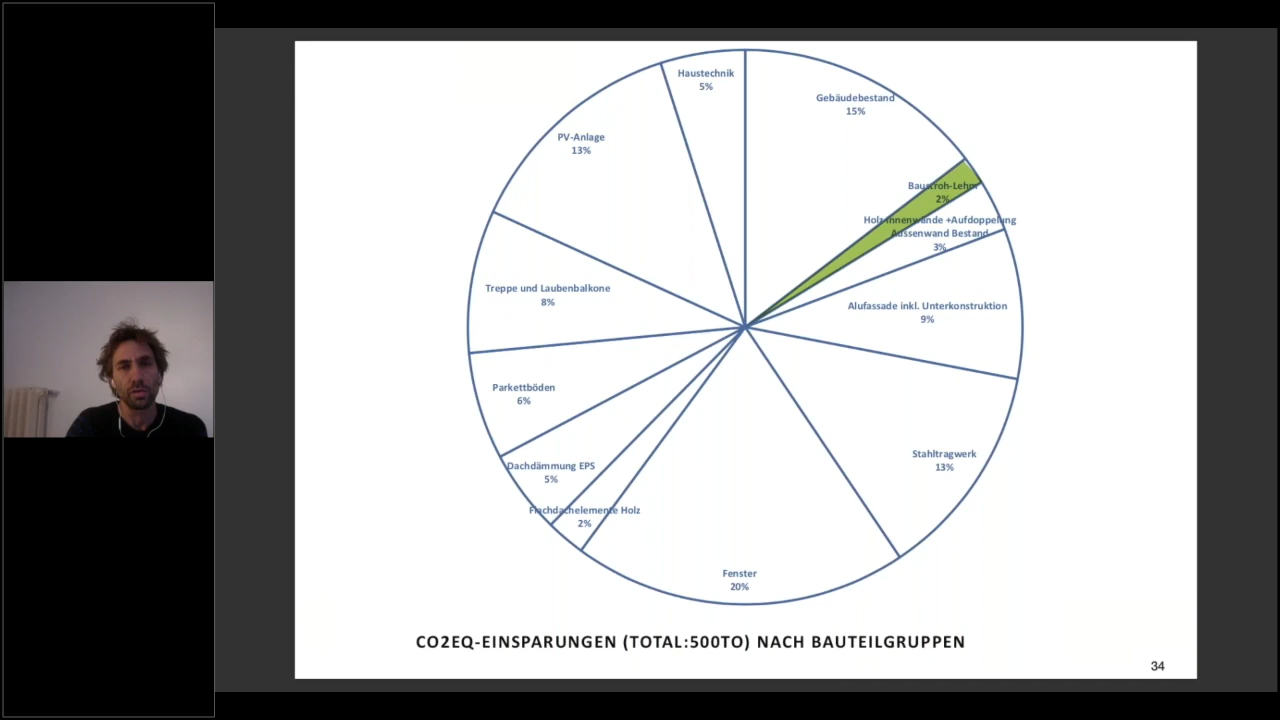 Haustechnik
5%
Gebäudebestand
15%
PV-Anlage
13%
Baustroh-Lehm
2%
Holz Innenwände +Aufdoppelung
Aussenwand Bestand
3%
Treppe und Laubenbalkone
8%
Alufassade inkl. Unterkonstruktion
9%
Parkettböden
6%
Stahltragwerk
13%
Dachdämmung EPS
5%
Flachdachelemente Holz
2%
Fenster
20%
CO2EQ-EINSPARUNGEN (TOTAL:500TO) NACH BAUTEILGRUPPEN
34